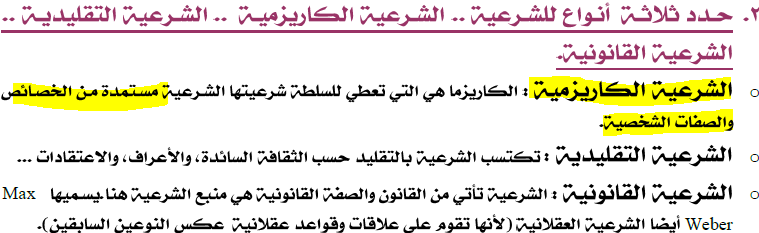 ٢. حدد ثلاثة أنواع للشرعية .. الشرعية الكاريزمية .. الشرعية التقليدية ..
الشرعية القانونية.
○ الشرعية الكاريزمية : الكاريزما هي التي تعطي للسلطة شرعيتها الشرعية مستمدة من الخصائص
والصفات الشخصية.
○ الشرعية التقليدية : تكتسب الشرعية بالتقليد حسب الثقافة السائدة، والأعراف، والاعتقادات ...
○ الشرعية القانونية : الشرعية تأتي من القانون والصفة القانونية هي منبع الشرعية هنا.يسميها Max
Weber أيضا الشرعية العقلانية (لأنها تقوم على علاقات وقواعد عقلانية عكس النوعين السابقين).